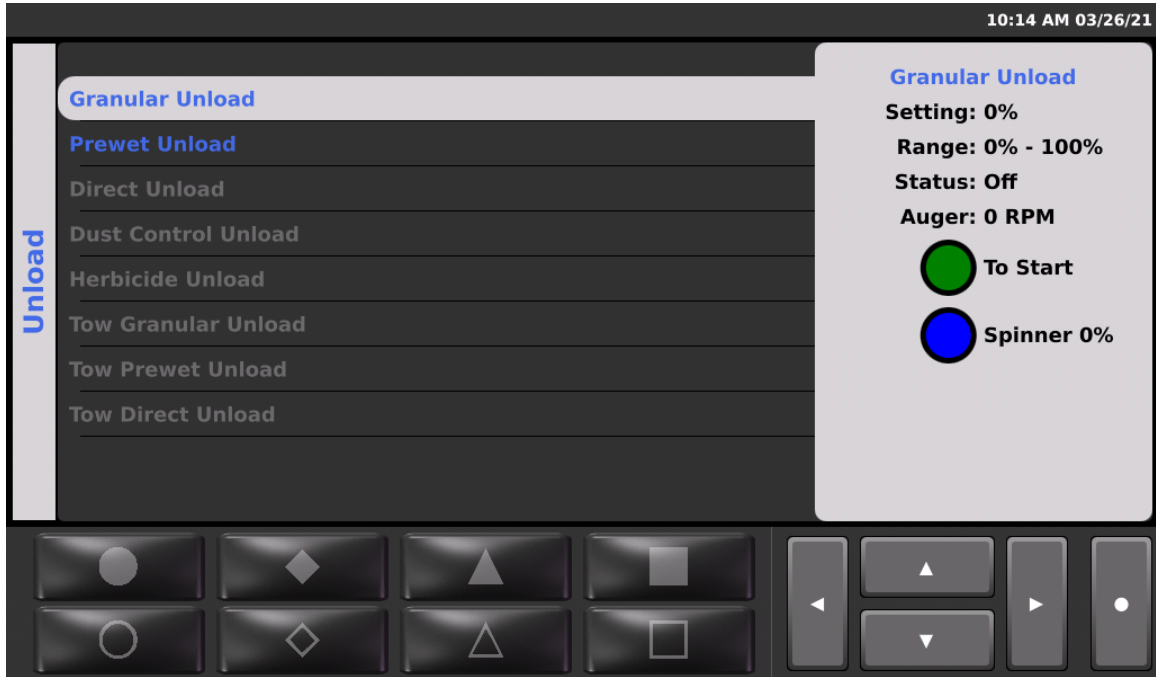 10:14 AM 03/26/21
Unload
Granular Unload
Prewet Unload
Direct Unload
Dust Control Unload
Herbicide Unload
Tow Granular Unload
Tow Prewet Unload
Tow Direct Unload
Granular Unload
Setting: 0%
Range: 0% - 100%
Status: Off
Auger: 0 RPM
To Start
Spinner 0%